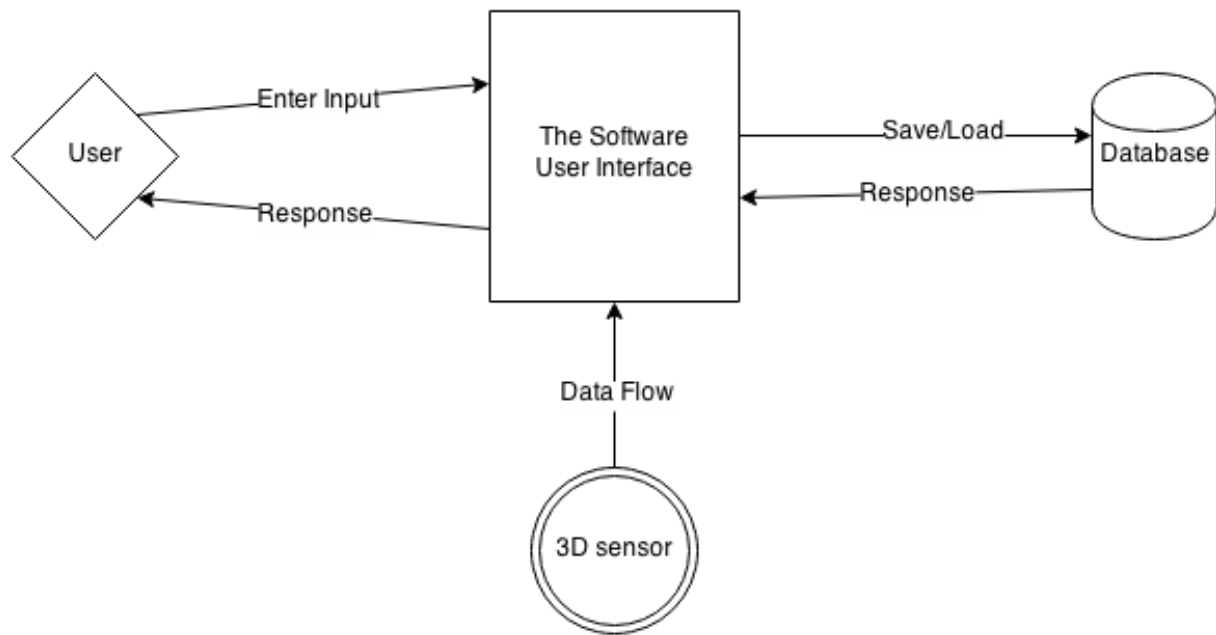 Enter Input
User
Response
The Software
User Interface
Save/Load
Database
Response
Data Flow
3D sensor